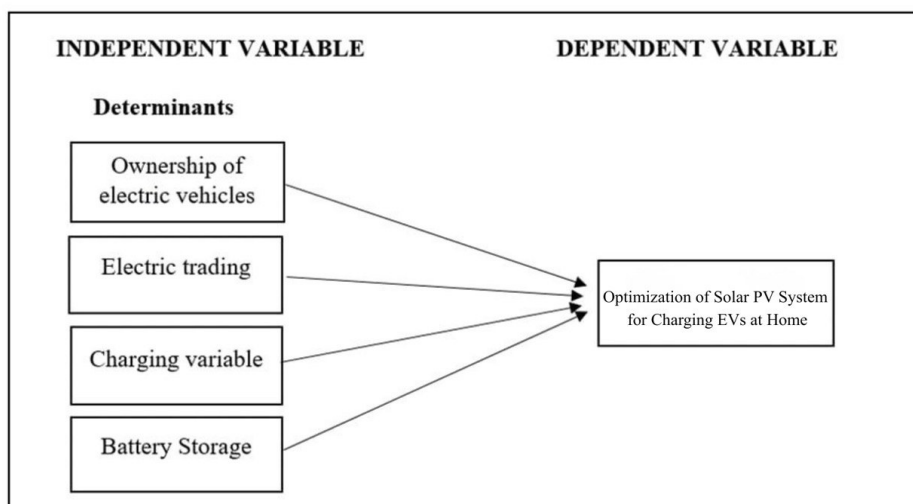 INDEPENDENT VARIABLE
DEPENDENT VARIABLE
Determinants
Ownership of
electric vehicles
Electric trading
Charging variable
Battery Storage
Optimization of Solar PV System
for Charging EVs at Home